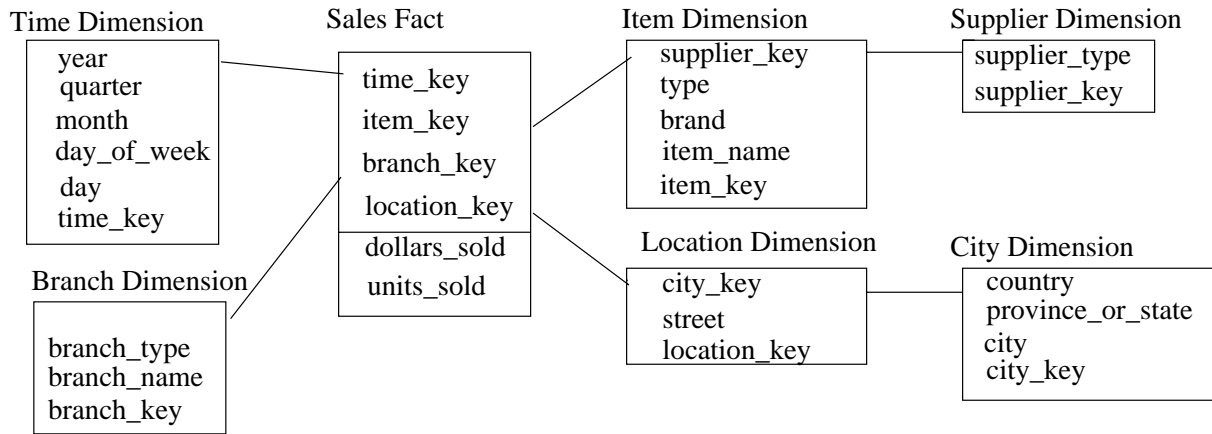 Time Dimension
year
quarter
month
day_of_week
day
time_key
Branch Dimension
branch_type
branch_name
branch_key
Sales Fact
time_key
item_key
branch_key
location_key
dollars_sold
units_sold
Item Dimension
supplier_key
type
brand
item_name
item_key
Location Dimension
city_key
street
location_key
Supplier Dimension
supplier_type
supplier_key
City Dimension
country
province_or_state
city
city_key